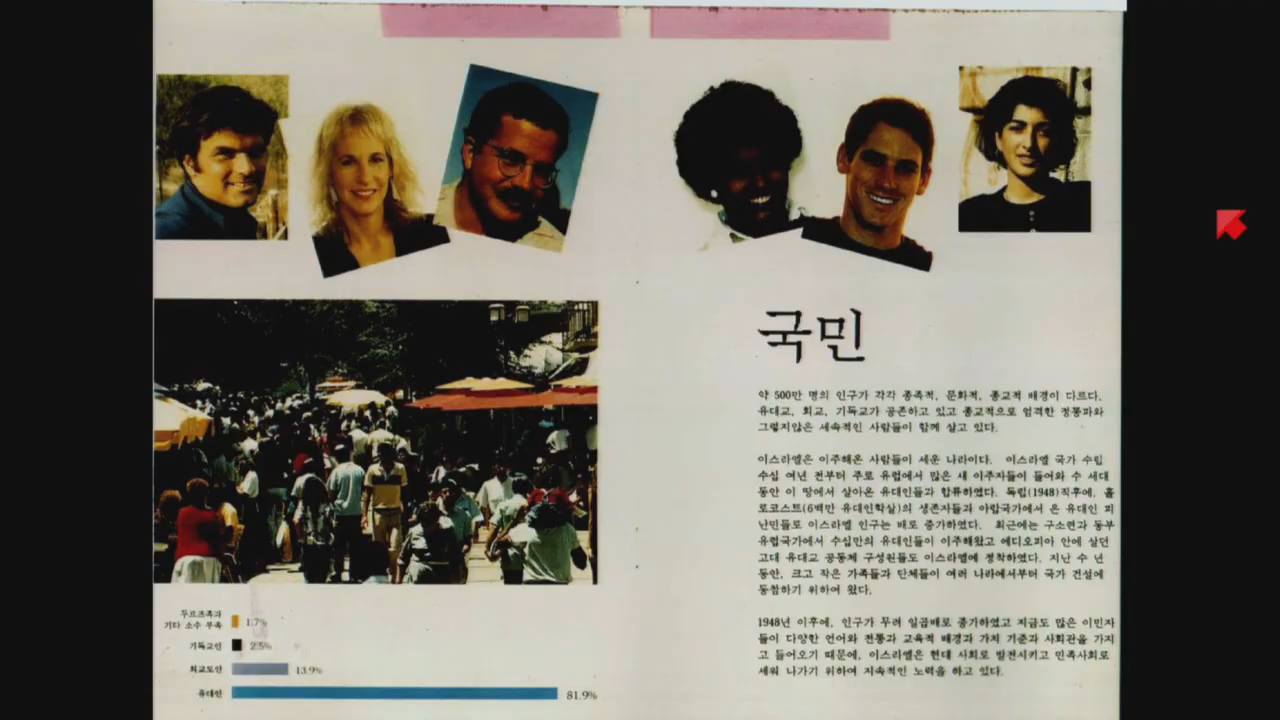 국민
약 500만 명의 인구가 각각 종족적, 문화적, 종교적 배경이 다르다.
유대교, 회교, 기독교가 공존하고 있고 종교적으로 엄격한 정통파와
그렇지않은 세속적인 사람들이 함께 살고 있다.
이스라엘은 이주해온 사람들이 세운 나라이다. 이스라엘 국가 수립
수십 여년 전부터 주로 유럽에서 많은 새 이주자들이 들어와 수 세대
동안 이 땅에서 살아온 유대인들과 합류하였다. 독립(1948)직후에, 홀
로코스트(6백만 유대인학살)의 생존자들과 아랍국가에서 온 유대인 피
난민들로 이스라엘 인구는 배로 증가하였다. 최근에는 구소련과 동부
유럽국가에서 수십만의 유대인들이 이주해왔고 에디오피아 안에 살던
고대 유대교 공동체 구성원들도 이스라엘에 정착하였다. 지난 수 년
동안, 크고 작은 가족들과 단체들이 여러 나라에서부터 국가 건설에
동참하기 위하여 왔다.
1948년 이후에, 인구가 무려 일곱배로 증가하였고 지금도 많은 이민자
들이 다양한 언어와 전통과 교육적 배경과 가치 기준과 사회관을 가지
고 들어오기 때문에, 이스라엘은 현대 사회로 발전시키고 민족사회로
세워 나가기 위하여 지속적인 노력을 하고 있다.
두르즈족과
기타 소수 부족 1.7%
기독교인 2.5%
회교도인 13.9%
유대인 81.9%